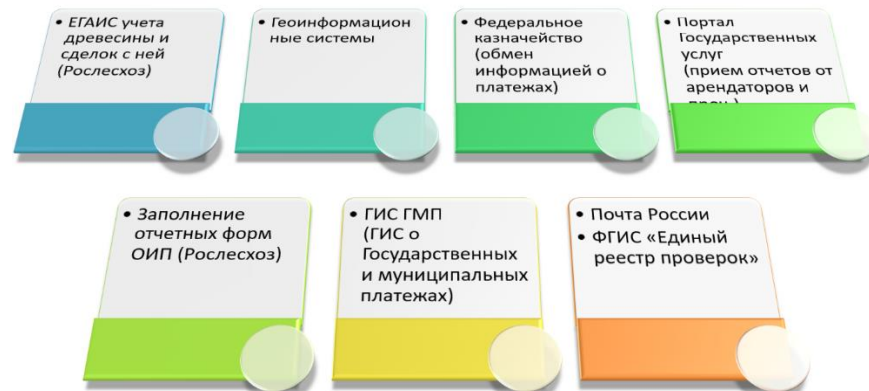 • ЕГАИС учета
древесины и
сделок с ней
(Рослесхоз)
• Геоинформацион
ные системы
• Федеральное
казначейство
(обмен
информацией о
платежах)
• Портал
Государственных
услуг
(прием отчетов от
арендаторов и
• Заполнение
отчетных форм
ОИП (Рослесхоз)
• ГИС ГМП
(ГИС о
Государственных
и муниципальных
платежах)
• Почта России
• ФГИС «Единый
реестр проверок»